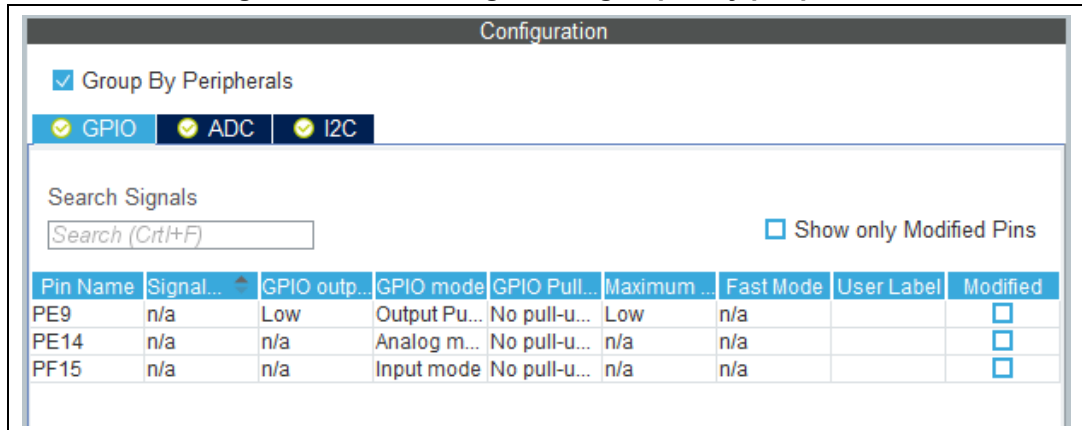 Configuration
Group By Peripherals
GPIO ADC I2C
Search Signals
Search (Crtl+F)
Show only Modified Pins
Pin Name Signal... GPIO outp... GPIO mode GPIO Pull... Maximum ... Fast Mode User Label Modified
PE9 n/a Low Output Pu... No pull-u... Low n/a
PE14 n/a n/a Analog m... No pull-u... n/a n/a
PF15 n/a n/a Input mode No pull-u... n/a n/a